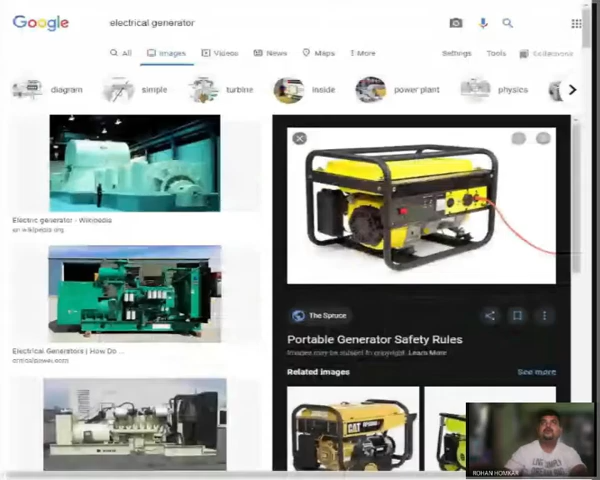 Google
electrical generator
All Images Videos News Maps More Settings Tools
diagram simple turbine inside power plant physics
Electric generator - Wikipedia
en.wikipedia.org
Electrical Generators | How Do ...
The Spruce
Portable Generator Safety Rules
Images may be subject to copyright. Learn More
Related images See more
CAT
ROHAN HOMKAR